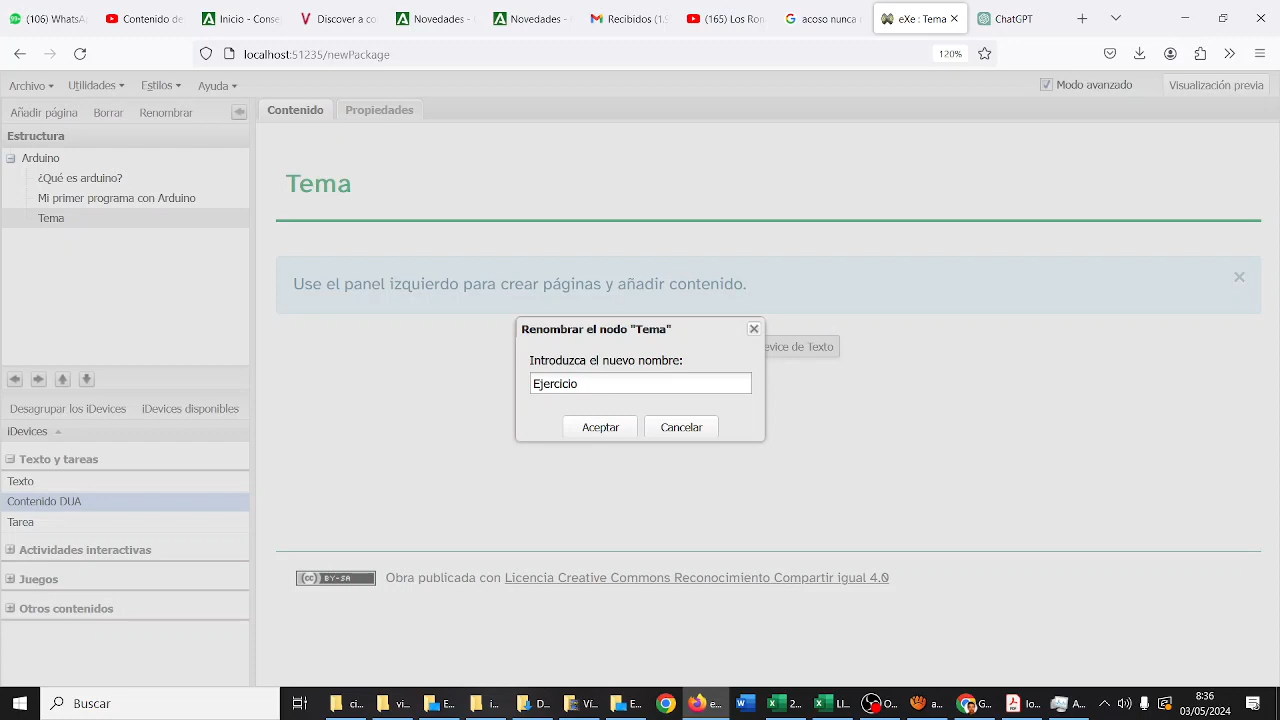 (99) WhatsA
Contenido de
Inicio - Conse
Discover a co
Novedades -
Novedades -
Recibidos (1.
(165) Los Ron
acoso nunca
eXe : Tema
ChatGPT
localhost:51235/newPackage
120%
Archivo
Utilidades
Estilos
Ayuda
Modo avanzado
Visualización previa
Añadir página
Borrar
Renombrar
Contenido
Propiedades
Estructura
Arduino
¿Qué es arduino?
Mi primer programa con Arduino
Tema
Tema
Use el panel izquierdo para crear páginas y añadir contenido.
Renombrar el nodo "Tema"
evice de Texto
Introduzca el nuevo nombre:
Ejercicio
Aceptar
Cancelar
Desagrupar los iDevices
iDevices disponibles
iDevices
Texto y tareas
Texto
Contenido DUA
Tarea
Actividades interactivas
Juegos
Otros contenidos
(cc) BY-SA
Obra publicada con Licencia Creative Commons Reconocimiento Compartir igual 4.0
Buscar
8:36
03/05/2024